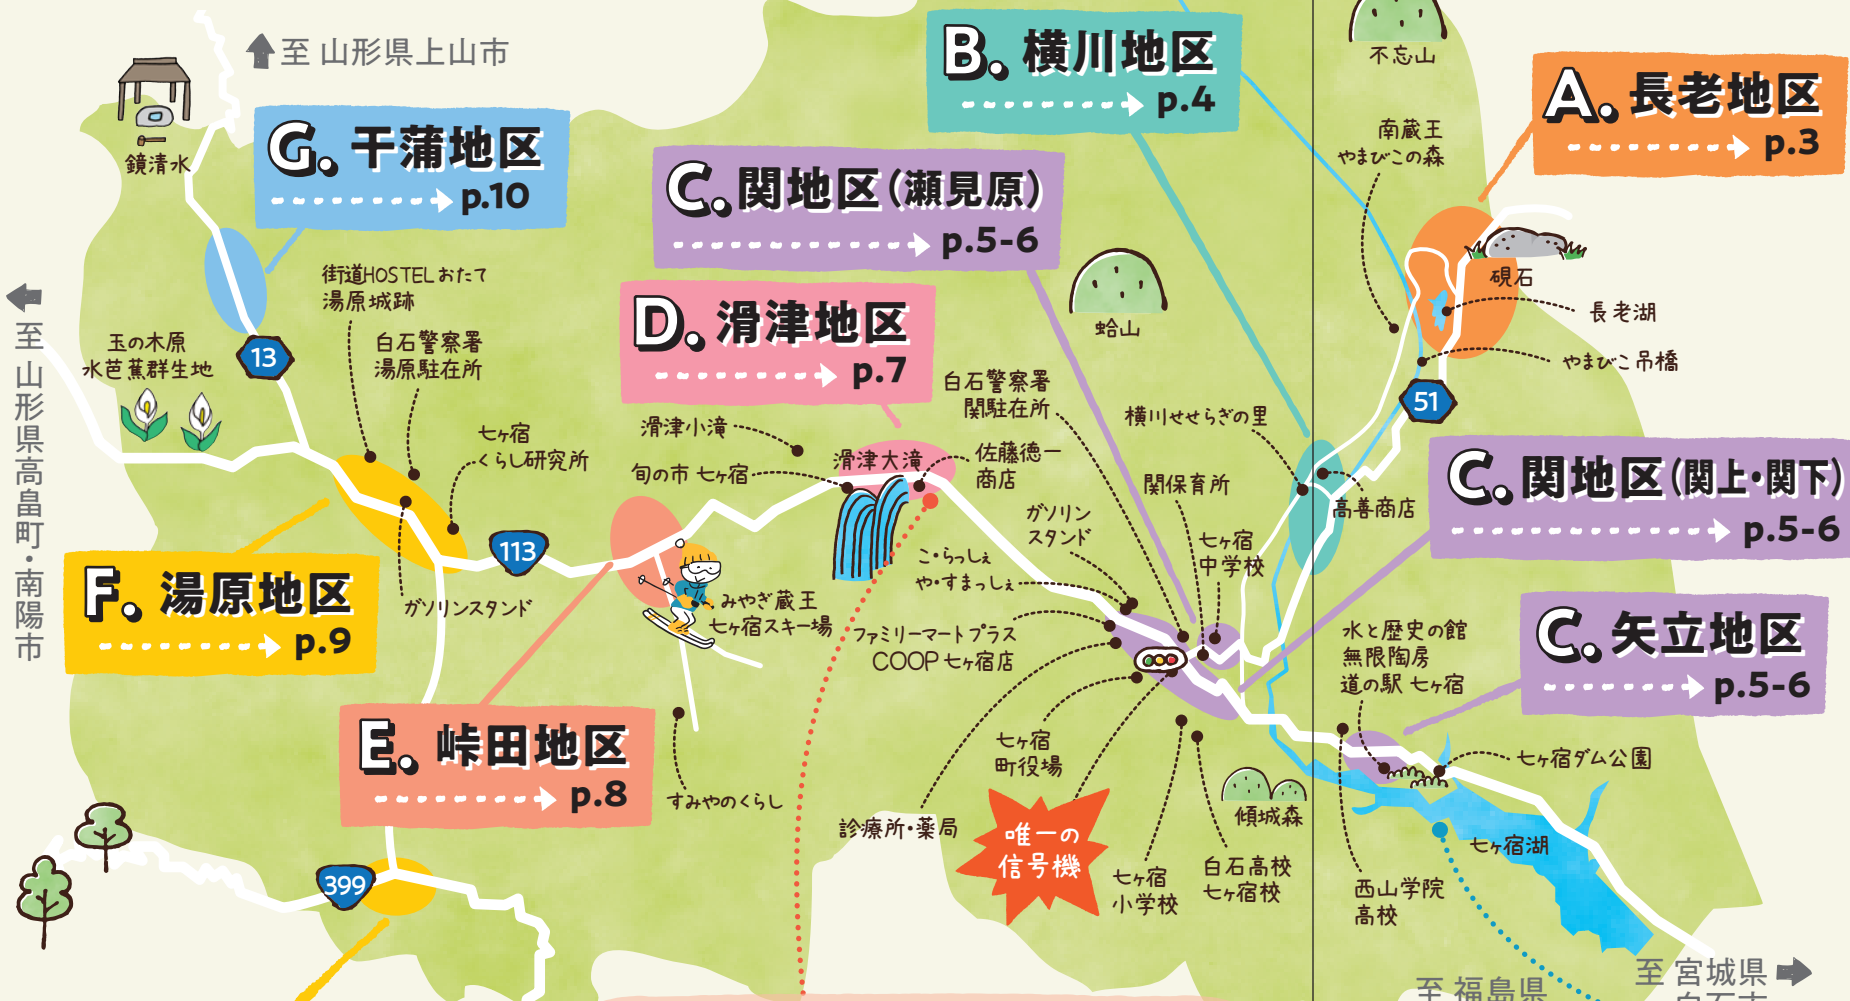 至 山形県上山市
鏡清水
G. 干蒲地区
p.10
B. 横川地区
p.4
不忘山
A. 長老地区
p.3
南蔵王
やまびこの森
C. 関地区(瀬見原)
p.5-6
蛤山
硯石
長老湖
やまびこ吊橋
51
至 山形県高畠町・南陽市
玉の木原
水芭蕉群生地
13
街道HOSTELおたて
湯原城跡
白石警察署
湯原駐在所
七ヶ宿
くらし研究所
D. 滑津地区
p.7
滑津小滝
旬の市 七ヶ宿
滑津大滝
佐藤徳一
商店
白石警察署
関駐在所
横川せせらぎの里
関保育所
高善商店
C. 関地区(関上・関下)
p.5-6
ガソリン
スタンド
七ヶ宿
中学校
こ・らっしぇ
や・すまっしぇ
113
F. 湯原地区
p.9
ガソリンスタンド
みやぎ蔵王
七ヶ宿スキー場
ファミリーマートプラス
COOP 七ヶ宿店
水と歴史の館
無限陶房
道の駅 七ヶ宿
C. 矢立地区
p.5-6
E. 峠田地区
p.8
すみやのくらし
七ヶ宿
町役場
七ヶ宿ダム公園
診療所・薬局
唯一の
信号機
傾城森
七ヶ宿
小学校
白石高校
七ヶ宿校
七ヶ宿湖
西山学院
高校
399
至 宮城県
白石市
至 福島県